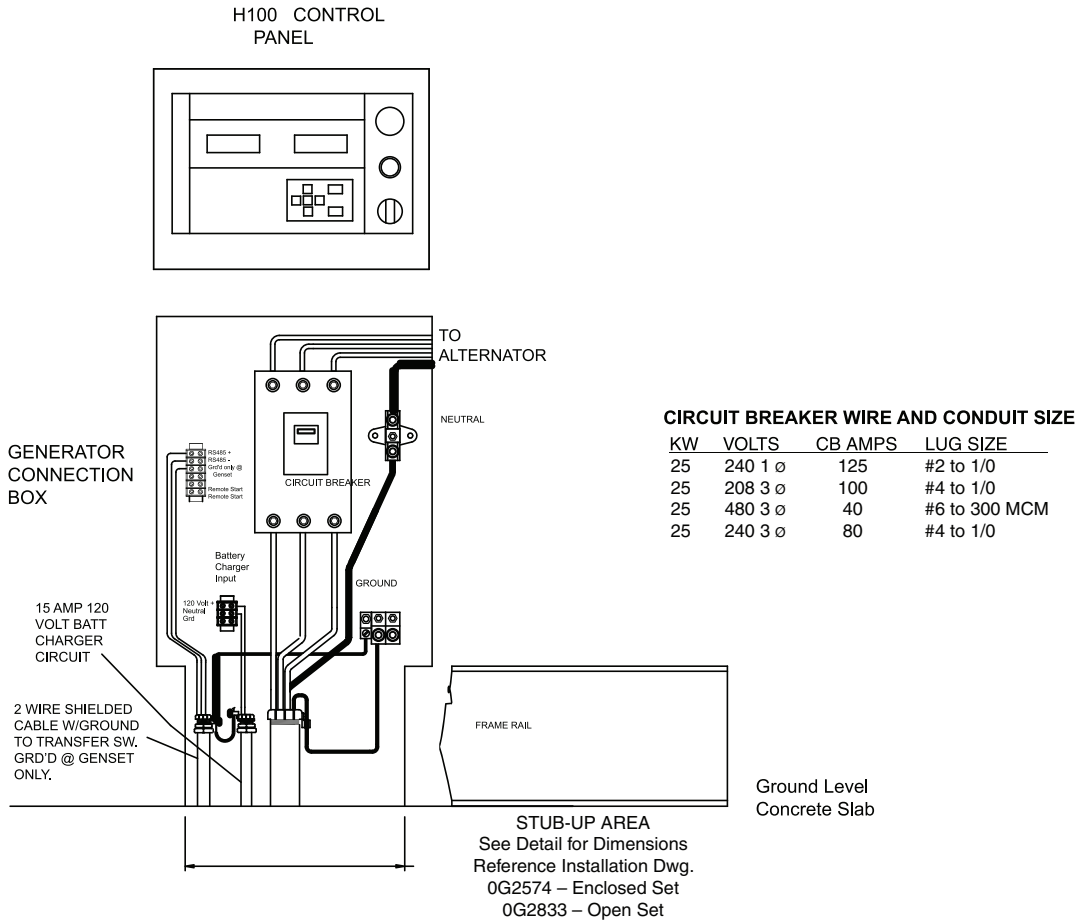 H100 CONTROL
PANEL
TO
ALTERNATOR
NEUTRAL
GENERATOR
CONNECTION
BOX
RS485 +
RS485 -
Grd'd only @
Genset
Remote Start
Remote Start
CIRCUIT BREAKER
Battery
Charger
Input
120 Volt +
Neutral
Grd
GROUND
15 AMP 120
VOLT BATT
CHARGER
CIRCUIT
2 WIRE SHIELDED
CABLE W/GROUND
TO TRANSFER SW.
GRD'D @ GENSET
ONLY.
FRAME RAIL
Ground Level
Concrete Slab
STUB-UP AREA
See Detail for Dimensions
Reference Installation Dwg.
0G2574 – Enclosed Set
0G2833 – Open Set
CIRCUIT BREAKER WIRE AND CONDUIT SIZE
KW VOLTS CB AMPS LUG SIZE
25 240 1 ø 125 #2 to 1/0
25 208 3 ø 100 #4 to 1/0
25 480 3 ø 40 #6 to 300 MCM
25 240 3 ø 80 #4 to 1/0